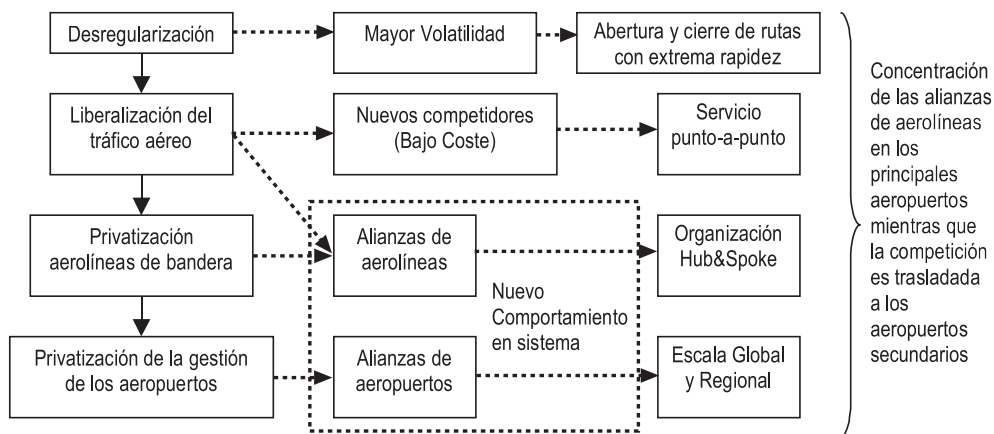 Desregularización
Mayor Volatilidad
Abertura y cierre de rutas
con extrema rapidez
Liberalización del
tráfico aéreo
Nuevos competidores
(Bajo Coste)
Servicio
punto-a-punto
Privatización
aerolíneas de bandera
Alianzas de
aerolíneas
Organización
Hub&Spoke
Nuevo
Comportamiento
en sistema
Privatización de la gestión
de los aeropuertos
Alianzas de
aeropuertos
Escala Global
y Regional
Concentración
de las alianzas
de aerolíneas
en los
principales
aeropuertos
mientras que
la competición
es trasladada
a los
aeropuertos
secundarios